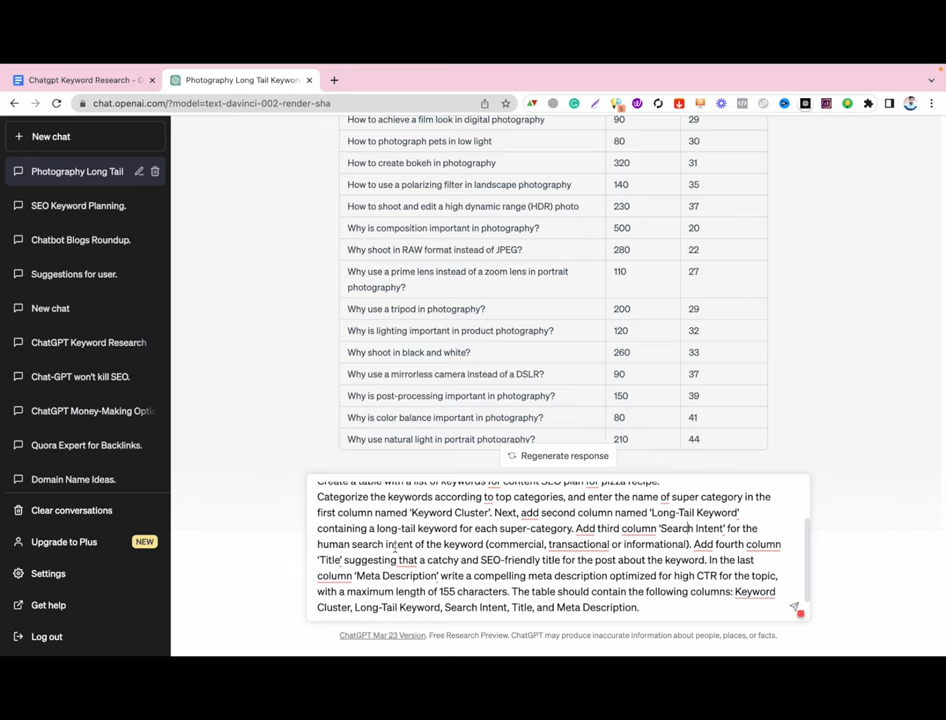 Chatgpt Keyword Research - G
Photography Long Tail Keyword
chat.openai.com/?model=text-davinci-002-render-sha
New chat
Photography Long Tail
SEO Keyword Planning.
Chatbot Blogs Roundup.
Suggestions for user.
New chat
ChatGPT Keyword Research
Chat-GPT won't kill SEO.
ChatGPT Money-Making Optio
Quora Expert for Backlinks.
Domain Name Ideas.
Clear conversations
Upgrade to Plus NEW
Settings
Get help
Log out
How to achieve a film look in digital photography 90 29
How to photograph pets in low light 80 30
How to create bokeh in photography 320 31
How to use a polarizing filter in landscape photography 140 35
How to shoot and edit a high dynamic range (HDR) photo 230 37
Why is composition important in photography? 500 20
Why shoot in RAW format instead of JPEG? 280 22
Why use a prime lens instead of a zoom lens in portrait 110 27
photography?
Why use a tripod in photography? 200 29
Why is lighting important in product photography? 120 32
Why shoot in black and white? 260 33
Why use a mirrorless camera instead of a DSLR? 90 37
Why is post-processing important in photography? 150 39
Why is color balance important in photography? 80 41
Why use natural light in portrait photography? 210 44
Regenerate response
Create a table with a list of keywords for content SEO plan for pizza recipe.
Categorize the keywords according to top categories, and enter the name of super category in the
first column named 'Keyword Cluster'. Next, add second column named 'Long-Tail Keyword'
containing a long-tail keyword for each super-category. Add third column 'Search Intent' for the
human search intent of the keyword (commercial, transactional or informational). Add fourth column
'Title' suggesting that a catchy and SEO-friendly title for the post about the keyword. In the last
column 'Meta Description' write a compelling meta description optimized for high CTR for the topic,
with a maximum length of 155 characters. The table should contain the following columns: Keyword
Cluster, Long-Tail Keyword, Search Intent, Title, and Meta Description.
ChatGPT Mar 23 Version. Free Research Preview. ChatGPT may produce inaccurate information about people, places, or facts.